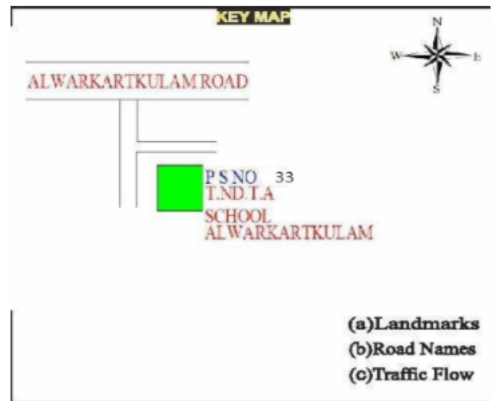 KEY MAP
N
W E
S
ALWARKARTKULAM ROAD
P S NO 33
T.ND.T.A
SCHOOL
ALWARKARTKULAM
(a)Landmarks
(b)Road Names
(c)Traffic Flow